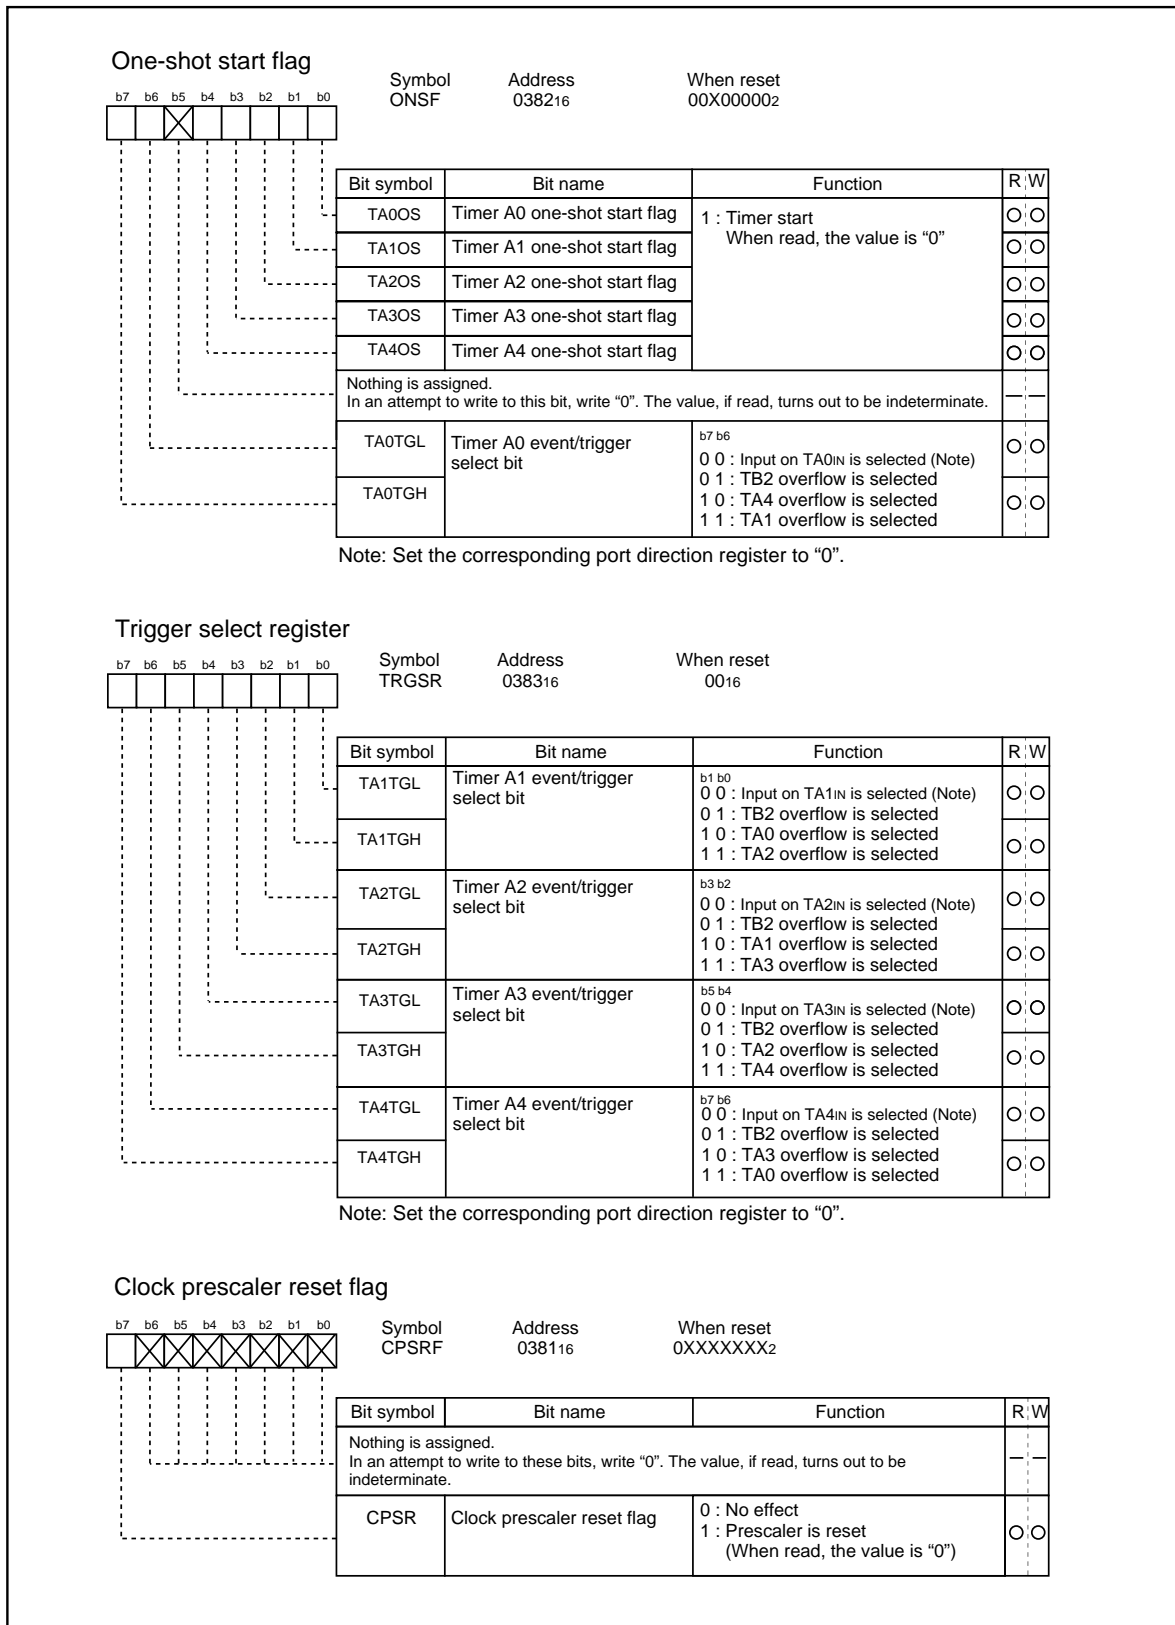 One-shot start flag
Symbol Address When reset
ONSF 038216 00X000002
b7 b6 b5 b4 b3 b2 b1 b0
Bit symbol Bit name Function R W
TA0OS Timer A0 one-shot start flag 1 : Timer start
When read, the value is “0”
TA1OS Timer A1 one-shot start flag
TA2OS Timer A2 one-shot start flag
TA3OS Timer A3 one-shot start flag
TA4OS Timer A4 one-shot start flag
Nothing is assigned.
In an attempt to write to this bit, write “0”. The value, if read, turns out to be indeterminate.
TA0TGL Timer A0 event/trigger select bit b7 b6
0 0 : Input on TA0IN is selected (Note)
0 1 : TB2 overflow is selected
TA0TGH 1 0 : TA4 overflow is selected
1 1 : TA1 overflow is selected
Note: Set the corresponding port direction register to “0”.
Trigger select register
Symbol Address When reset
TRGSR 038316 0016
b7 b6 b5 b4 b3 b2 b1 b0
Bit symbol Bit name Function R W
TA1TGL Timer A1 event/trigger select bit b1 b0
0 0 : Input on TA1IN is selected (Note)
0 1 : TB2 overflow is selected
TA1TGH 1 0 : TA0 overflow is selected
1 1 : TA2 overflow is selected
TA2TGL Timer A2 event/trigger select bit b3 b2
0 0 : Input on TA2IN is selected (Note)
0 1 : TB2 overflow is selected
TA2TGH 1 0 : TA1 overflow is selected
1 1 : TA3 overflow is selected
TA3TGL Timer A3 event/trigger select bit b5 b4
0 0 : Input on TA3IN is selected (Note)
0 1 : TB2 overflow is selected
TA3TGH 1 0 : TA2 overflow is selected
1 1 : TA4 overflow is selected
TA4TGL Timer A4 event/trigger select bit b7 b6
0 0 : Input on TA4IN is selected (Note)
0 1 : TB2 overflow is selected
TA4TGH 1 0 : TA3 overflow is selected
1 1 : TA0 overflow is selected
Note: Set the corresponding port direction register to “0”.
Clock prescaler reset flag
Symbol Address When reset
CPSRF 038116 0XXXXXXX2
b7 b6 b5 b4 b3 b2 b1 b0
Bit symbol Bit name Function R W
Nothing is assigned.
In an attempt to write to these bits, write “0”. The value, if read, turns out to be
indeterminate.
CPSR Clock prescaler reset flag 0 : No effect
1 : Prescaler is reset
(When read, the value is “0”)